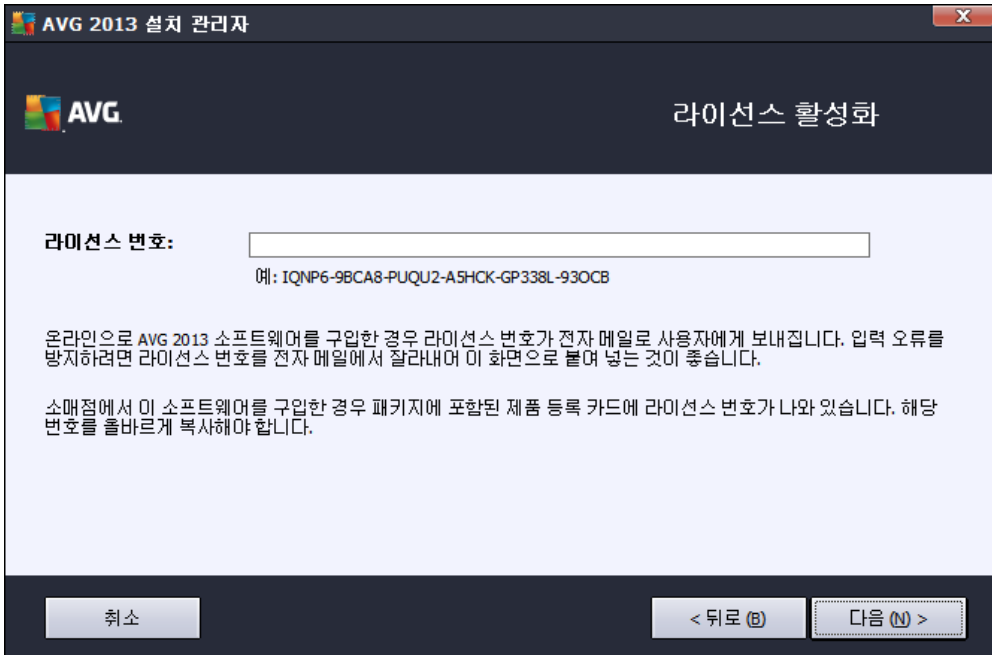 AVG 2013 설치 관리자
X
AVG.
라이선스 활성화
라이선스 번호:
예: IQNP6-9BCA8-PUQU2-A5HCK-GP338L-93OCB
온라인으로 AVG 2013 소프트웨어를 구입한 경우 라이선스 번호가 전자 메일로 사용자에게 보내집니다. 입력 오류를
방지하려면 라이선스 번호를 전자 메일에서 잘라내어 이 화면으로 붙여 넣는 것이 좋습니다.
소매점에서 이 소프트웨어를 구입한 경우 패키지에 포함된 제품 등록 카드에 라이선스 번호가 나와 있습니다. 해당
번호를 올바르게 복사해야 합니다.
취소
< 뒤로 (B)
다음 (N) >